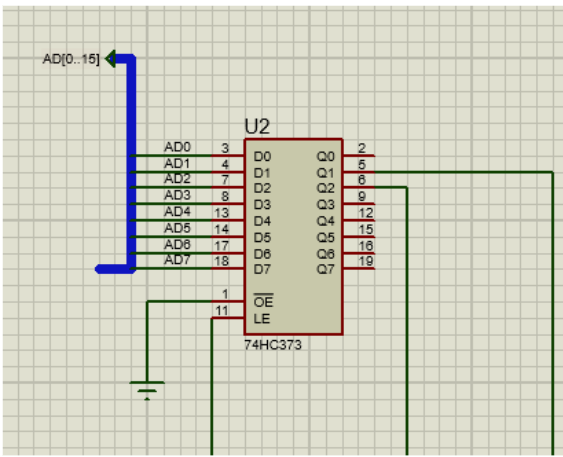 AD[0..15]
U2
AD0 3 D0 Q0 2
AD1 4 D1 Q1 5
AD2 7 D2 Q2 6
AD3 8 D3 Q3 9
AD4 13 D4 Q4 12
AD5 14 D5 Q5 15
AD6 17 D6 Q6 16
AD7 18 D7 Q7 19
1 OE
11 LE
74HC373